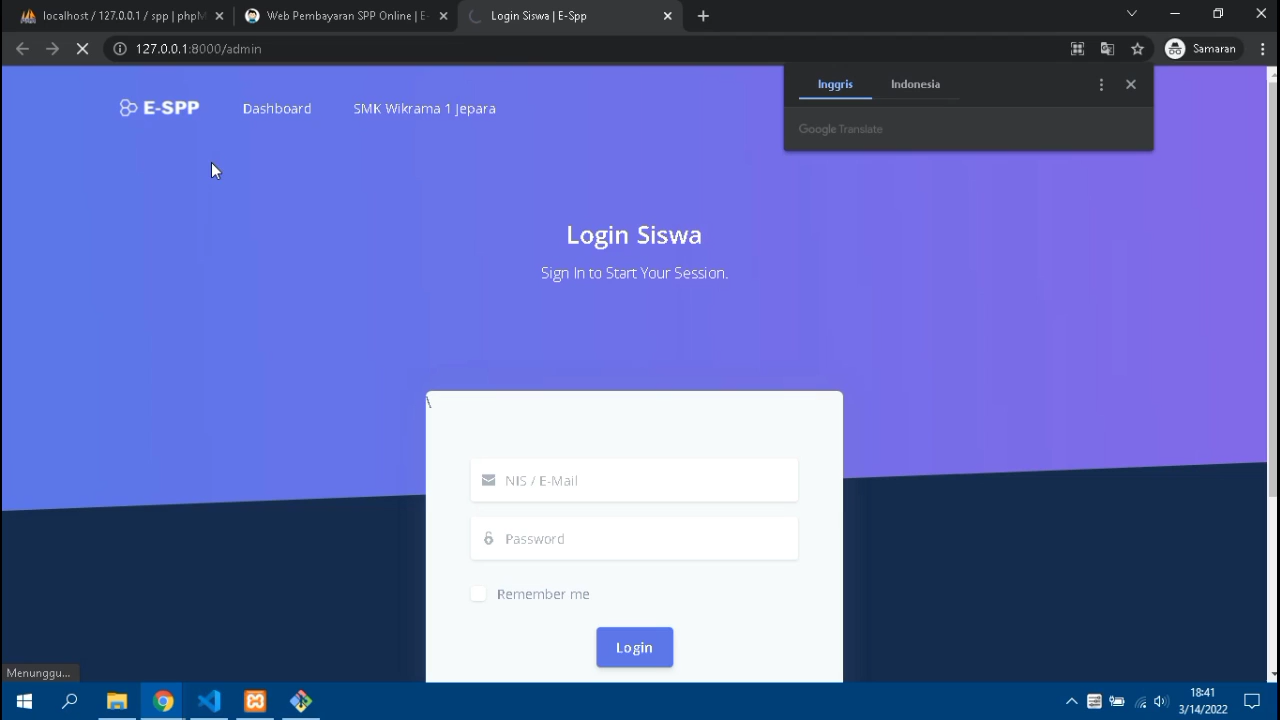 localhost / 127.0.0.1 / spp | phpM
Web Pembayaran SPP Online | E-
Login Siswa | E-Spp
127.0.0.1:8000/admin
Samaran
Inggris
Indonesia
Google Translate
E-SPP
Dashboard
SMK Wikrama 1 Jepara
Login Siswa
Sign In to Start Your Session.
\
NIS / E-Mail
Password
Remember me
Login
Menunggu...
18:41
3/14/2022